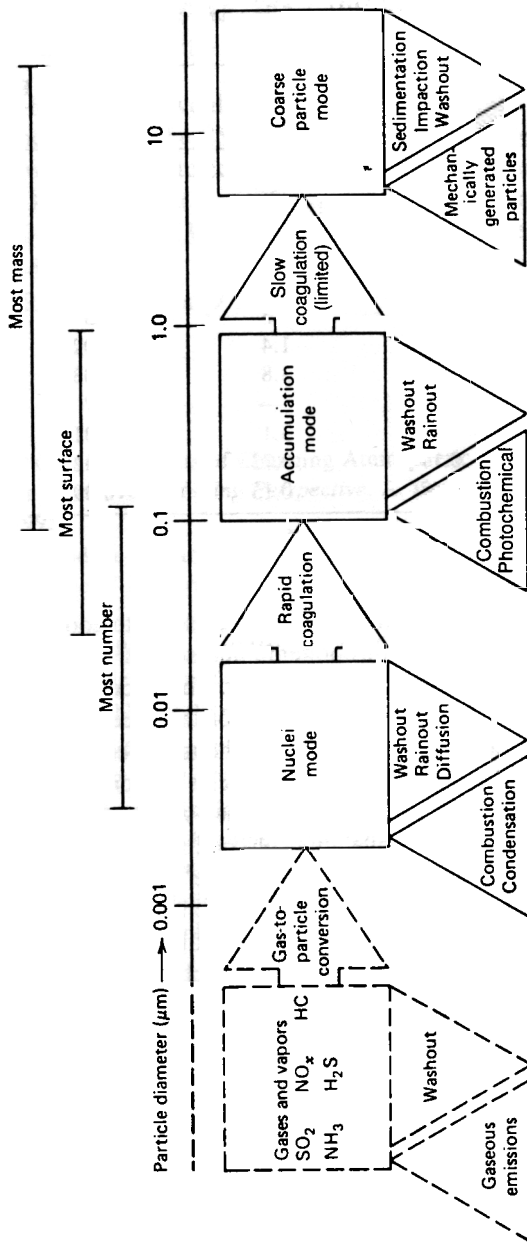 Most mass
Most surface
Most number
Particle diameter (μm) → 0.001 0.01 0.1 1.0 10
Gases and vapors
SO₂ NOₓ HC
NH₃ H₂S
Gas-to-
particle
conversion
Nuclei
mode
Rapid
coagulation
Accumulation
mode
Slow
coagulation
(limited)
Coarse
particle
mode
Gaseous
emissions
Washout
Combustion
Condensation
Washout
Rainout
Diffusion
Combustion
Photochemical
Washout
Rainout
Mechan-
ically
generated
particles
Sedimentation
Impaction
Washout